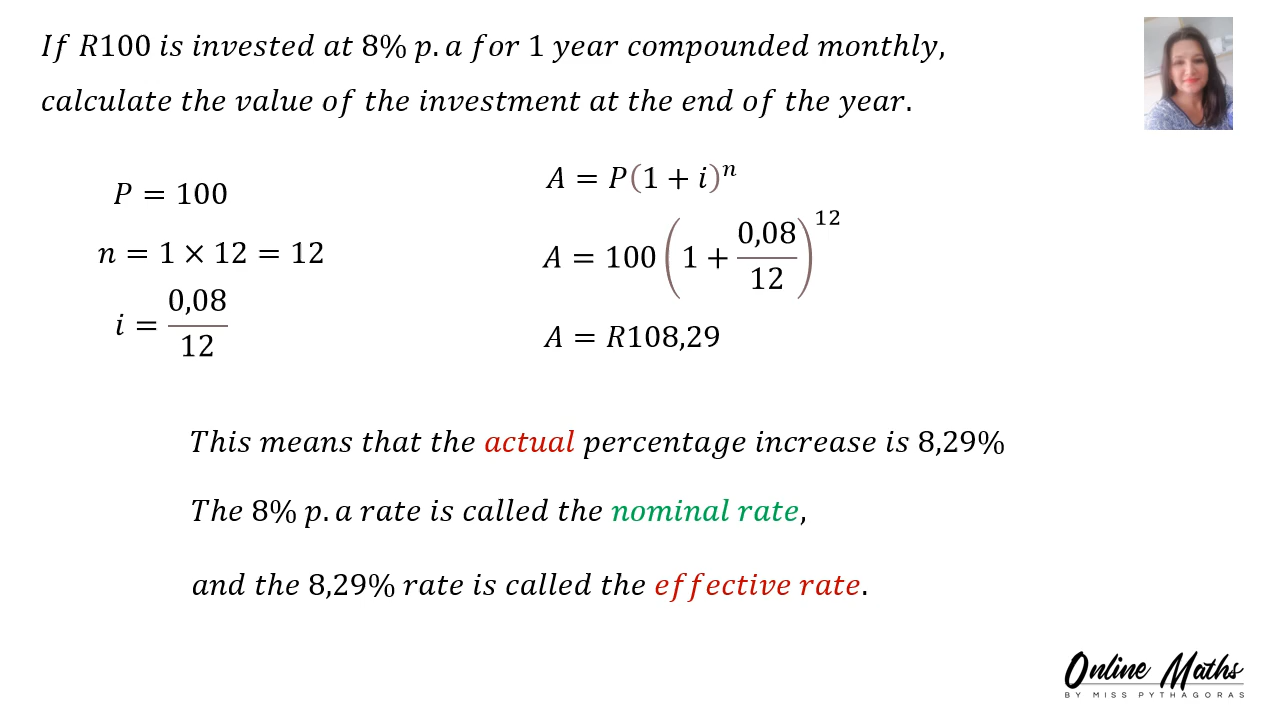 If R100 is invested at 8% p.a for 1 year compounded monthly,
calculate the value of the investment at the end of the year.
P = 100
n = 1 × 12 = 12
i = 0,08/12
A = P(1 + i)^n
A = 100(1 + 0,08/12)^12
A = R108,29
This means that the actual percentage increase is 8,29%
The 8% p.a rate is called the nominal rate,
and the 8,29% rate is called the effective rate.
Online Maths
BY MISS PYTHAGORAS